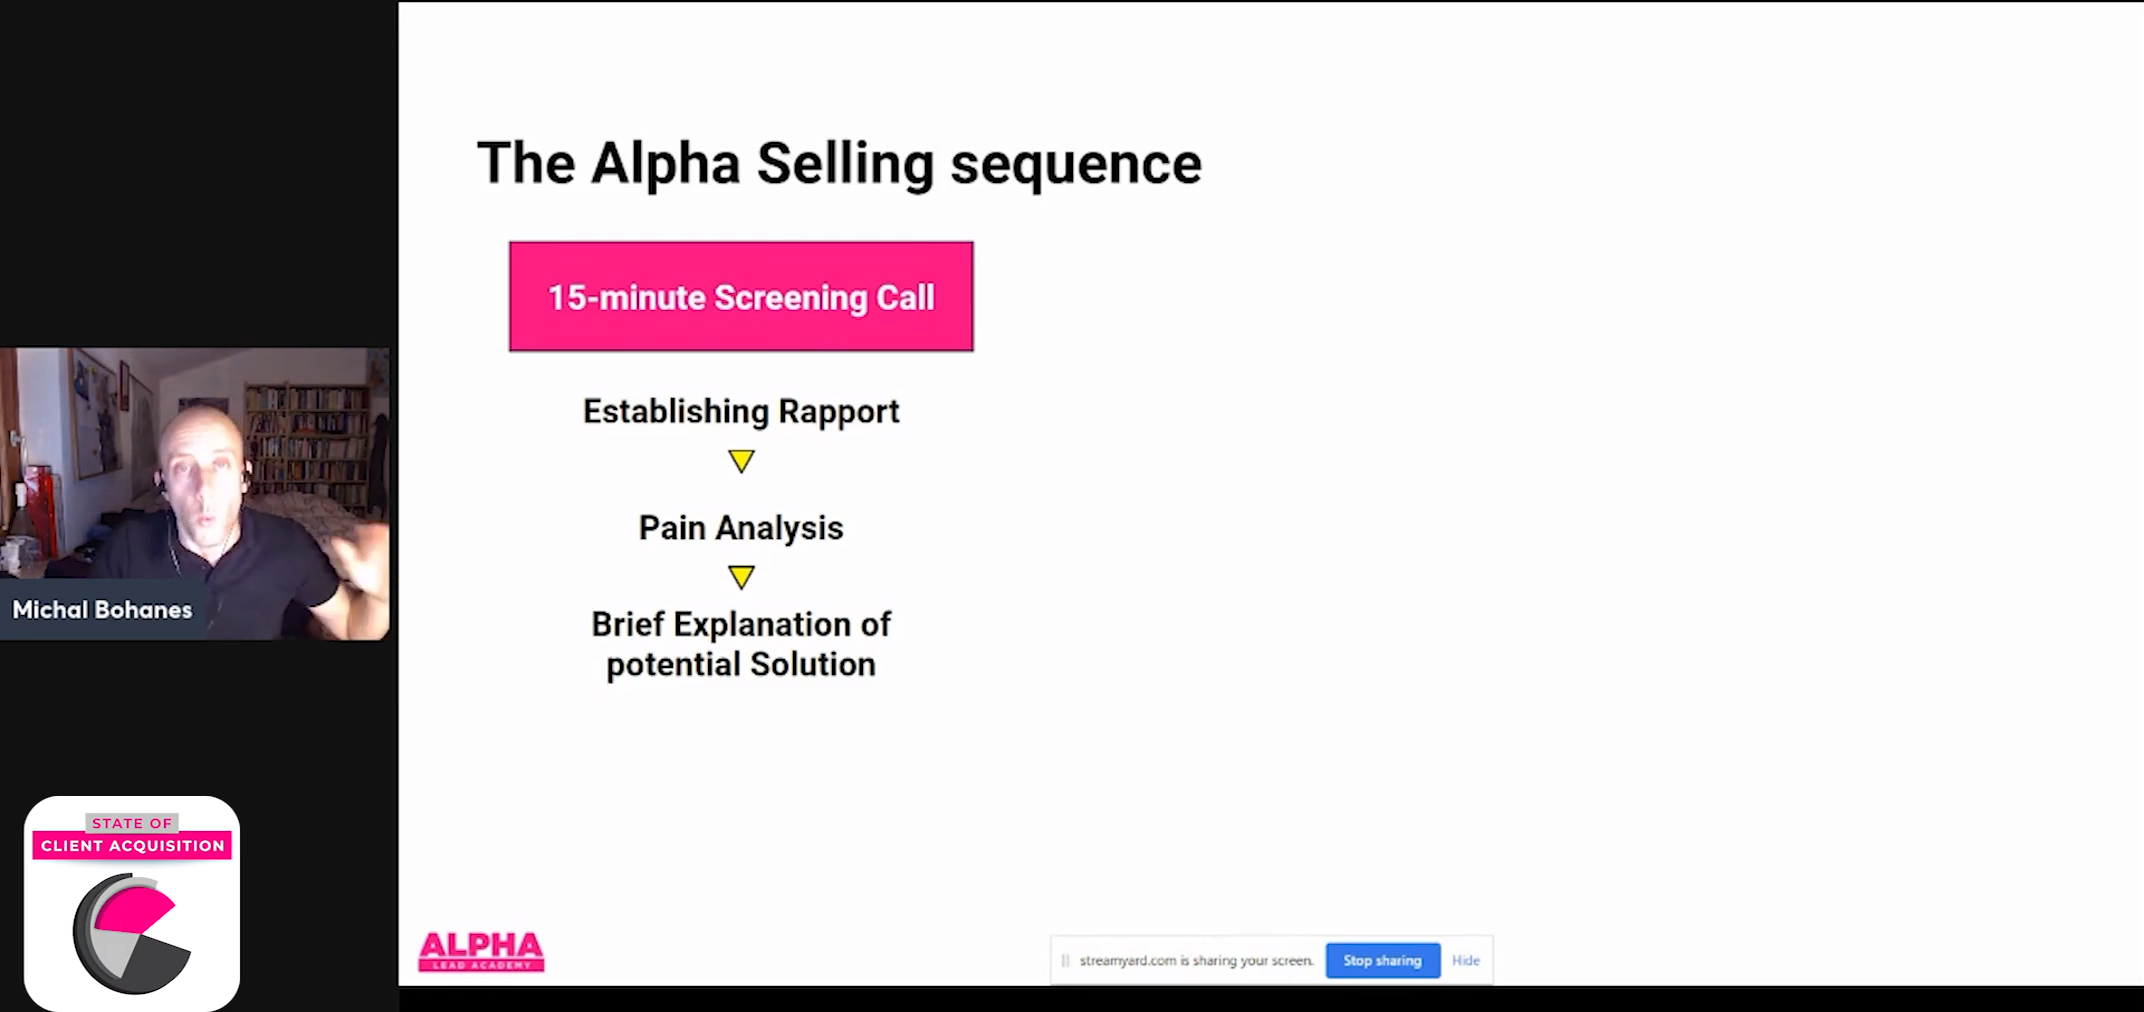 The Alpha Selling sequence
15-minute Screening Call
Establishing Rapport
Pain Analysis
Brief Explanation of
potential Solution
Michal Bohanes
STATE OF
CLIENT ACQUISITION
ALPHA
LEAD ACADEMY
streamyard.com is sharing your screen.
Stop sharing
Hide